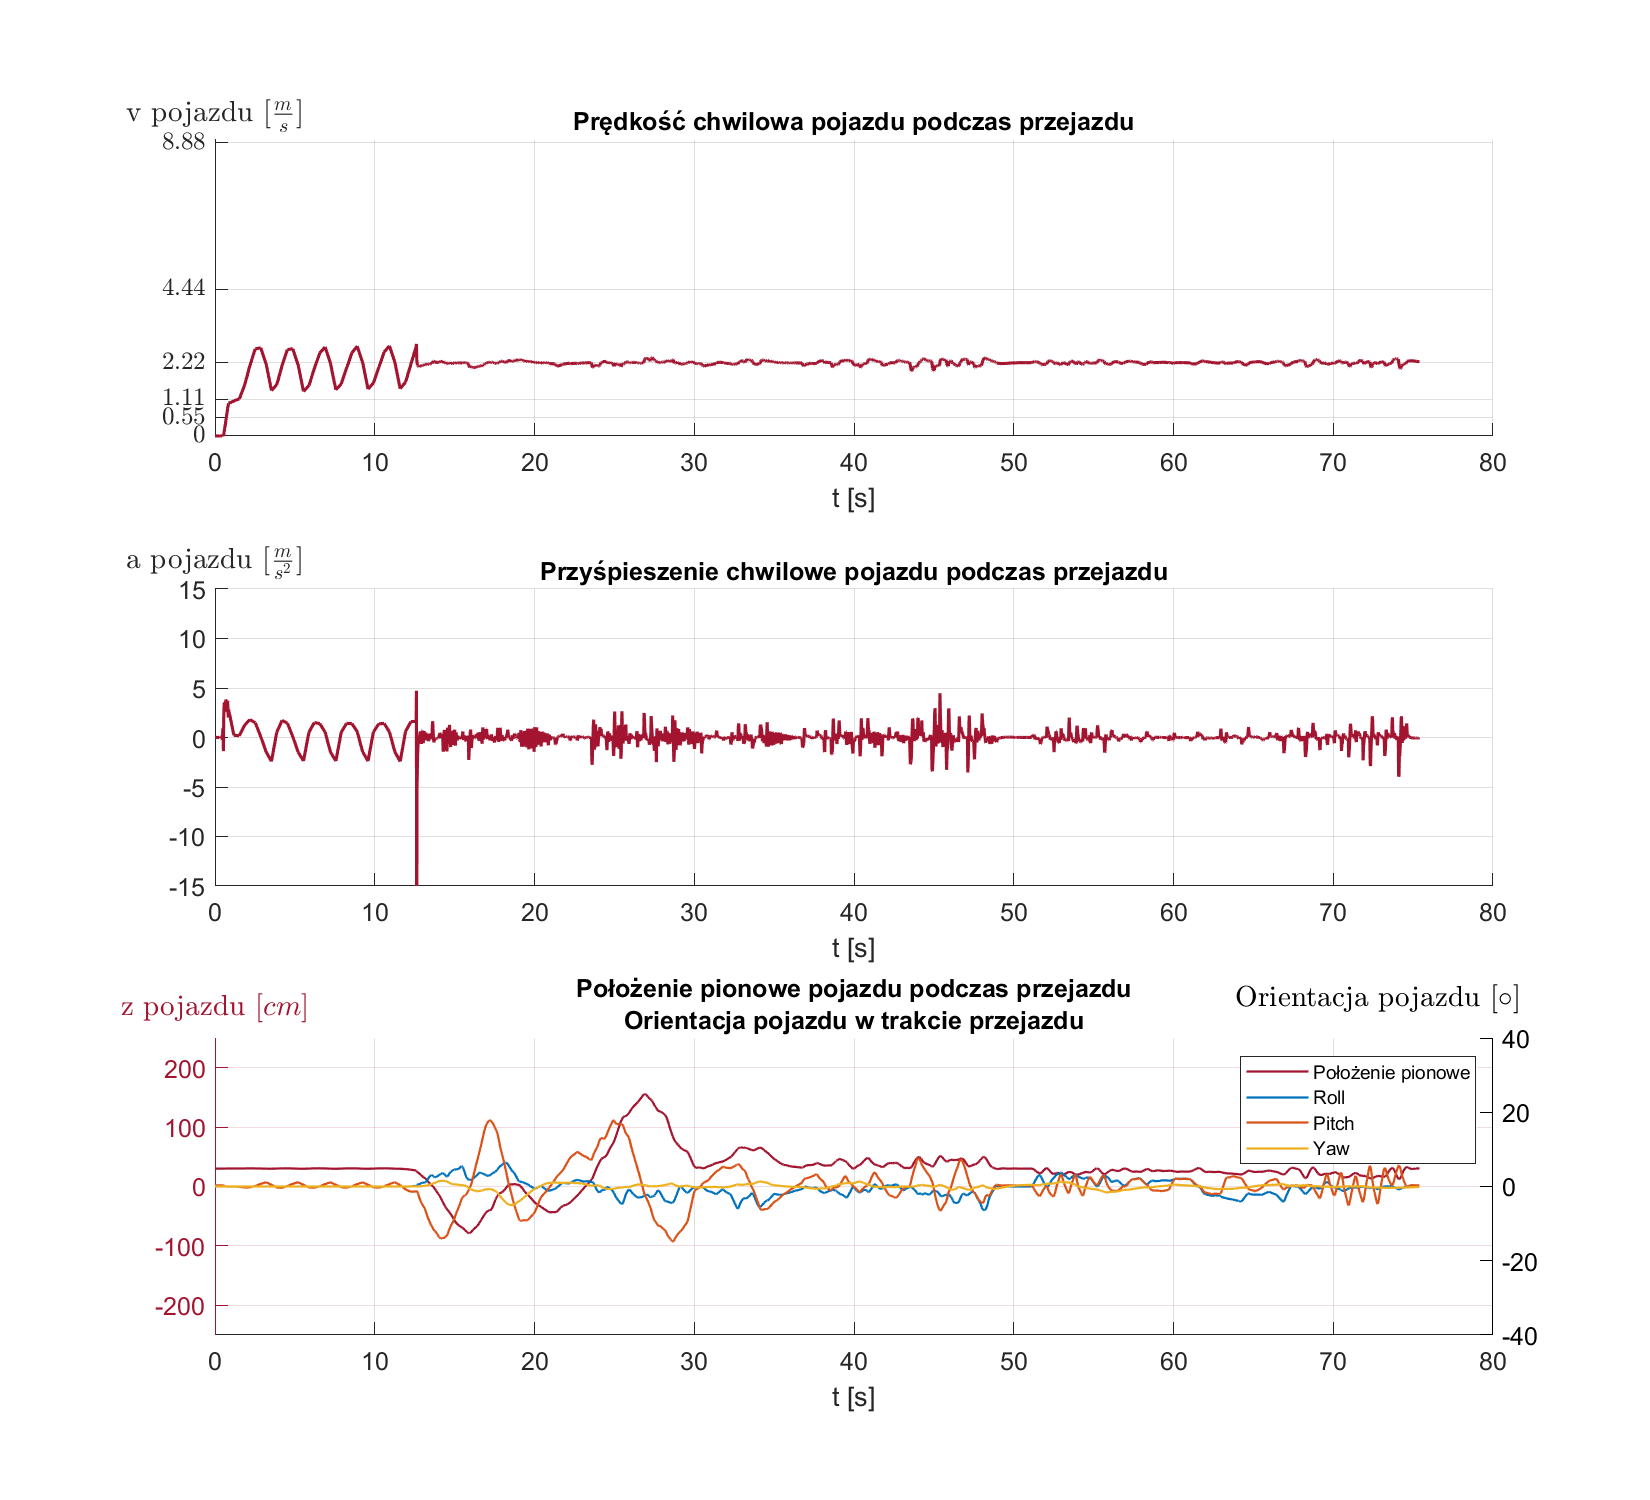 v pojazdu [m/s]
Prędkość chwilowa pojazdu podczas przejazdu
8.88
4.44
2.22
1.11
0.55
0
0 10 20 30 40 50 60 70 80
t [s]
a pojazdu [m/s²]
Przyśpieszenie chwilowe pojazdu podczas przejazdu
15
10
5
0
-5
-10
-15
0 10 20 30 40 50 60 70 80
t [s]
z pojazdu [cm]
Położenie pionowe pojazdu podczas przejazdu
Orientacja pojazdu w trakcie przejazdu
Orientacja pojazdu [∘]
200
100
0
-100
-200
40
20
0
-20
-40
Położenie pionowe
Roll
Pitch
Yaw
0 10 20 30 40 50 60 70 80
t [s]